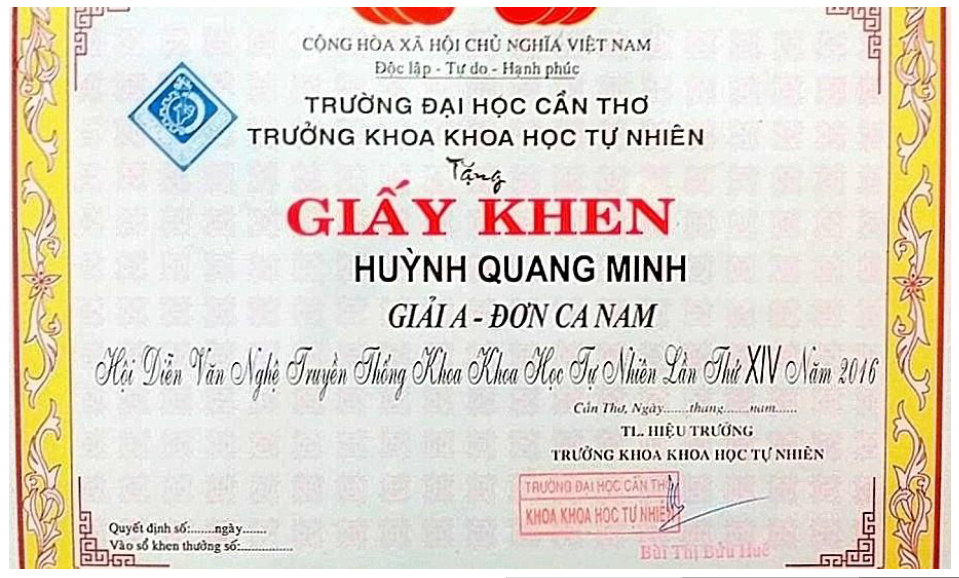 CỘNG HÒA XÃ HỘI CHỦ NGHĨA VIỆT NAM
Độc lập - Tự do - Hạnh phúc
TRƯỜNG ĐẠI HỌC CẦN THƠ
TRƯỞNG KHOA KHOA HỌC TỰ NHIÊN
Tặng
GIẤY KHEN
HUỲNH QUANG MINH
GIẢI A - ĐƠN CA NAM
Hội Diễn Văn Nghệ Truyền Thống Khoa Khoa Học Tự Nhiên Lần Thứ XIV Năm 2016
Cần Thơ, Ngày.......tháng.......năm......
TL. HIỆU TRƯỞNG
TRƯỞNG KHOA KHOA HỌC TỰ NHIÊN
TRƯỜNG ĐẠI HỌC CẦN THƠ
KHOA KHOA HỌC TỰ NHIÊN
Bùi Thị Bửu Huê
Quyết định số:.......ngày.......
Vào sổ khen thưởng số:..............